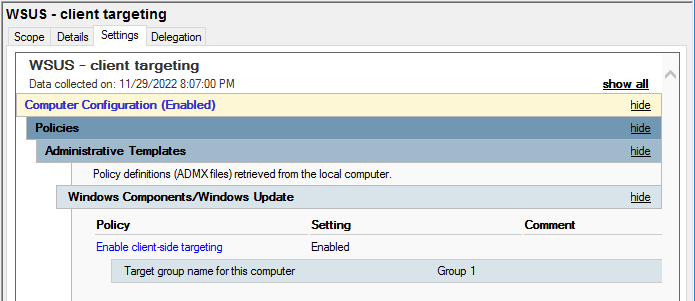 WSUS - client targeting
Scope Details Settings Delegation
WSUS - client targeting
Data collected on: 11/29/2022 8:07:00 PM show all
Computer Configuration (Enabled) hide
Policies hide
Administrative Templates hide
Policy definitions (ADMX files) retrieved from the local computer.
Windows Components/Windows Update hide
Policy Setting Comment
Enable client-side targeting Enabled
Target group name for this computer Group 1